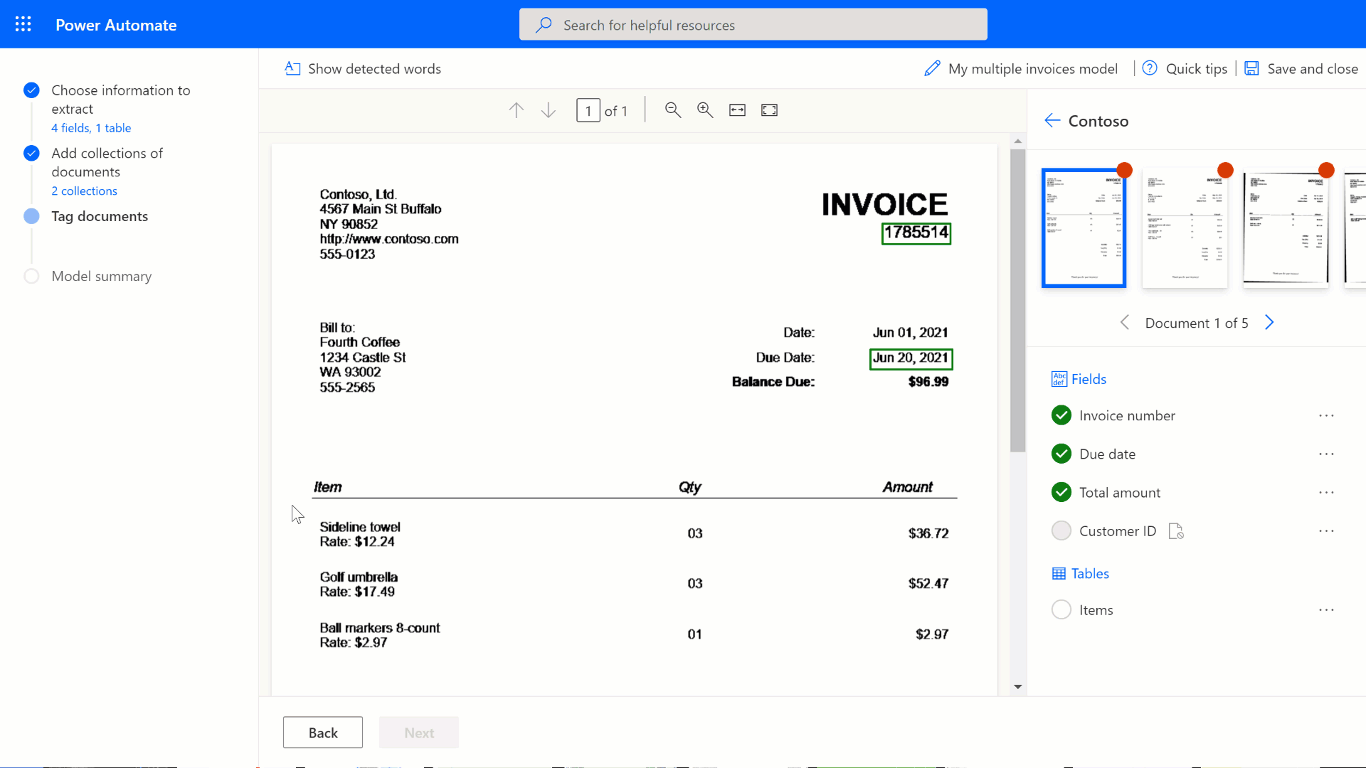 Power Automate
Search for helpful resources
Choose information to
extract
4 fields, 1 table
Add collections of
documents
2 collections
Tag documents
Model summary
Show detected words
My multiple invoices model
Quick tips
Save and close
1 of 1
Contoso, Ltd.
4567 Main St Buffalo
NY 90852
http://www.contoso.com
555-0123
INVOICE
1785514
Bill to:
Fourth Coffee
1234 Castle St
WA 93002
555-2565
Date: Jun 01, 2021
Due Date: Jun 20, 2021
Balance Due: $96.99
Item Qty Amount
Sideline towel
Rate: $12.24
03 $36.72
Golf umbrella
Rate: $17.49
03 $52.47
Ball markers 8-count
Rate: $2.97
01 $2.97
Back
Next
Contoso
Document 1 of 5
Fields
Invoice number
Due date
Total amount
Customer ID
Tables
Items